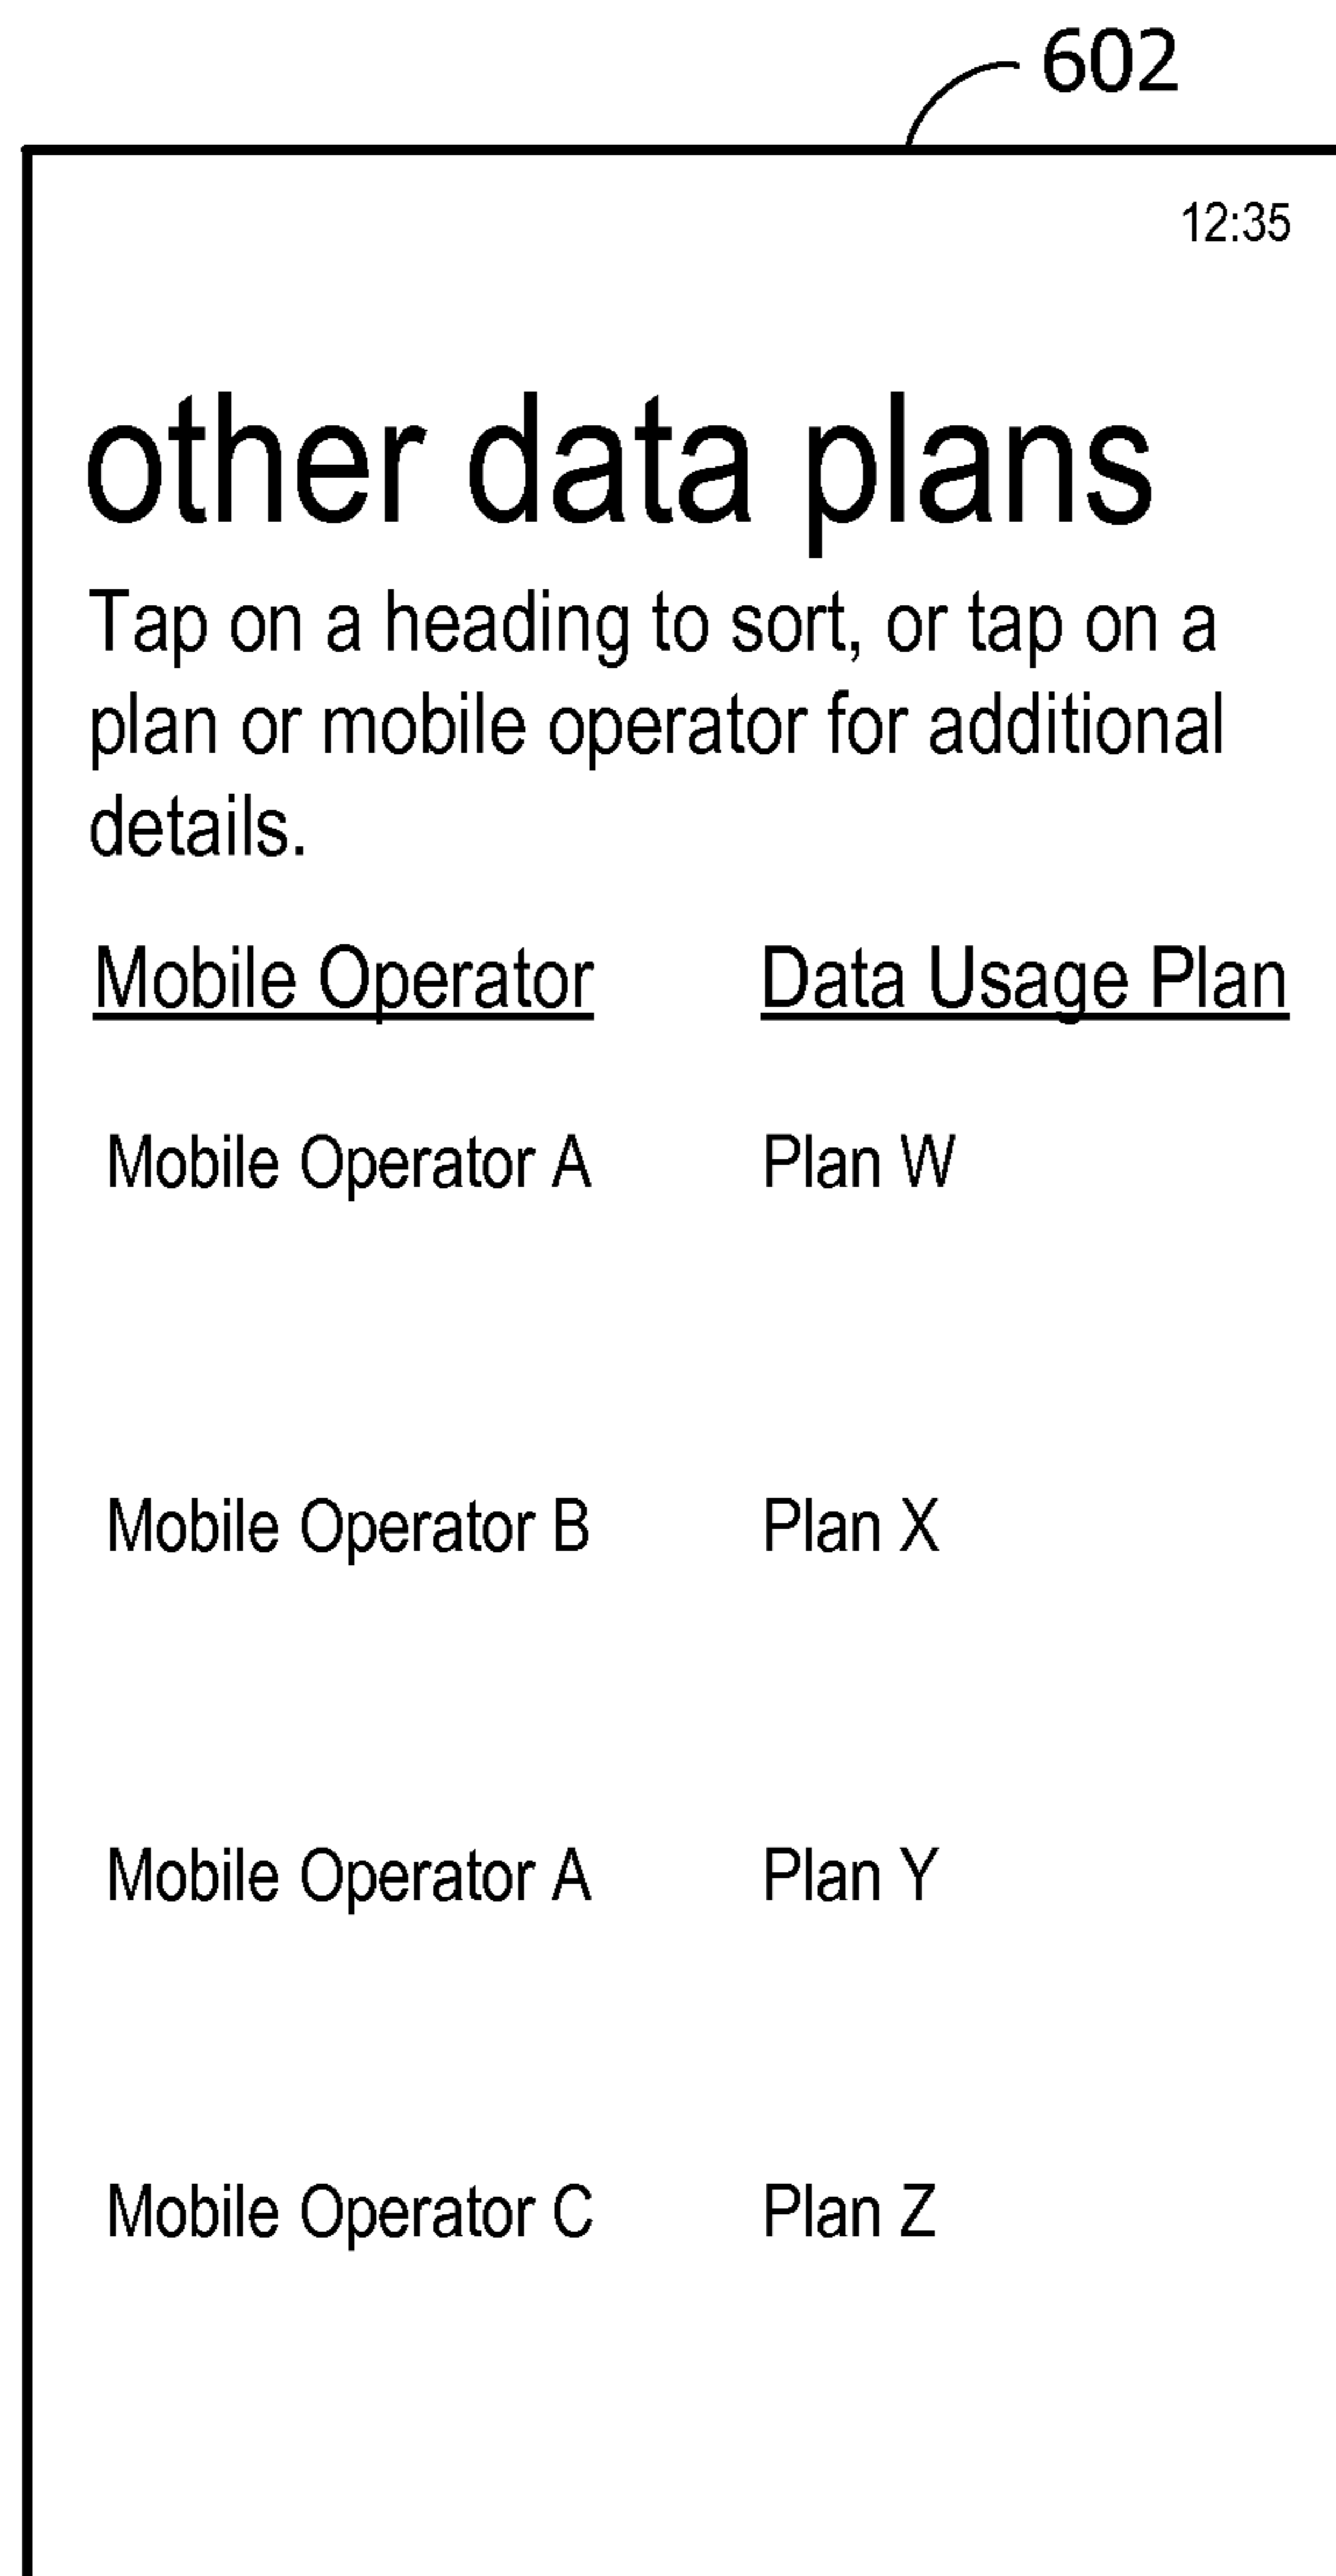 602
12:35
other data plans
Tap on a heading to sort, or tap on a
plan or mobile operator for additional
details.
Mobile Operator Data Usage Plan
Mobile Operator A Plan W
Mobile Operator B Plan X
Mobile Operator A Plan Y
Mobile Operator C Plan Z